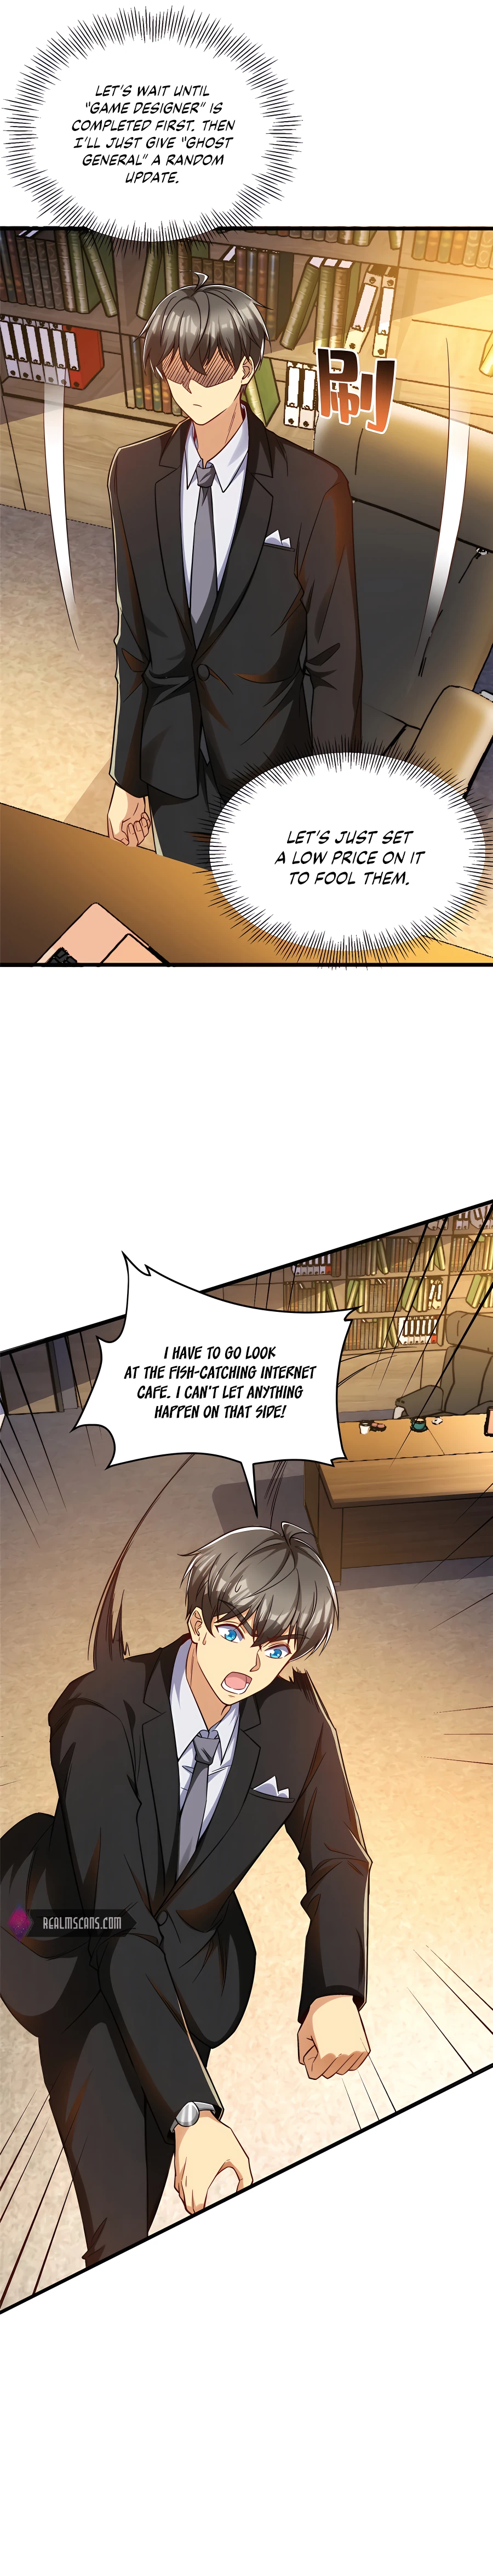 LET'S WAIT UNTIL
"GAME DESIGNER" IS
COMPLETED FIRST. THEN
I'LL JUST GIVE "GHOST
GENERAL" A RANDOM
UPDATE.
唰
LET'S JUST SET
A LOW PRICE ON IT
TO FOOL THEM.
I HAVE TO GO LOOK
AT THE FISH-CATCHING INTERNET
CAFE. I CAN'T LET ANYTHING
HAPPEN ON THAT SIDE!
REALMSCANS.COM